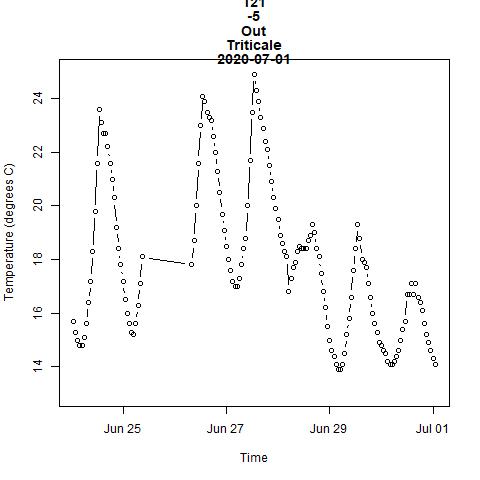 121
-5
Out
Triticale
2020-07-01
Temperature (degrees C)
24
22
20
18
16
14
Jun 25
Jun 27
Jun 29
Jul 01
Time